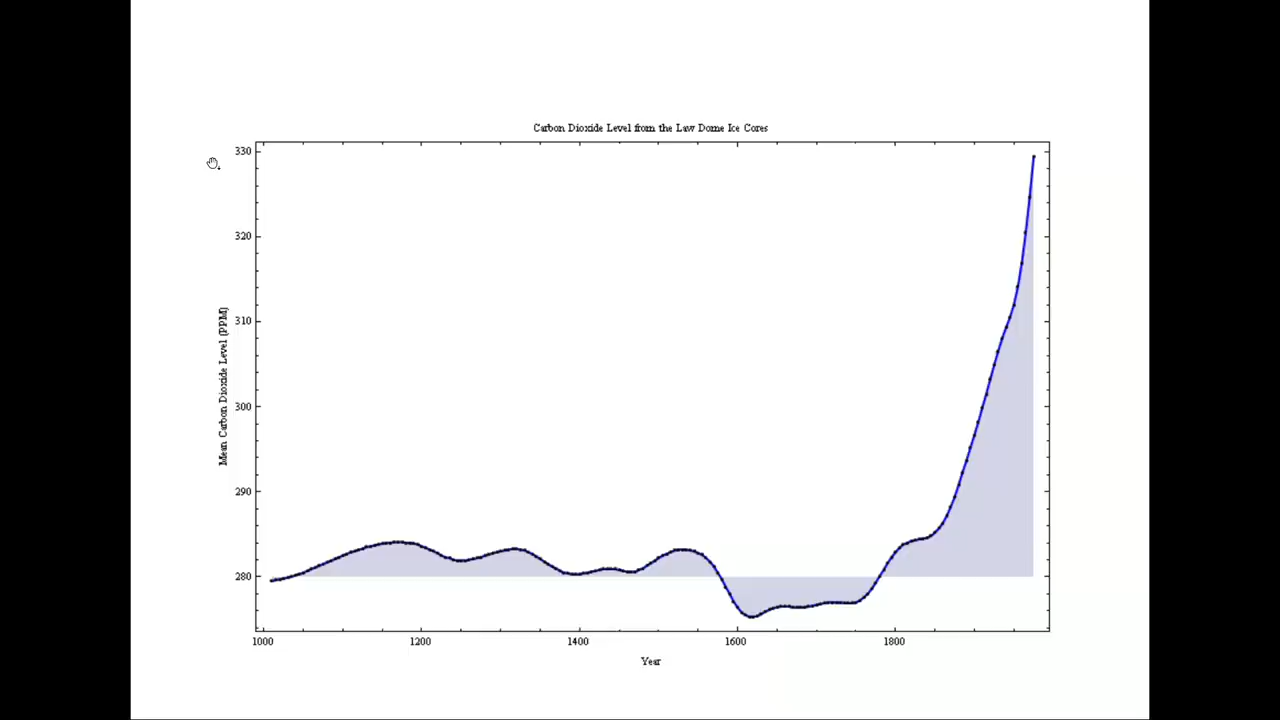 Carbon Dioxide Level from the Law Dome Ice Cores
330
320
310
300
290
280
Mean Carbon Dioxide Level (PPM)
1000 1200 1400 1600 1800
Year